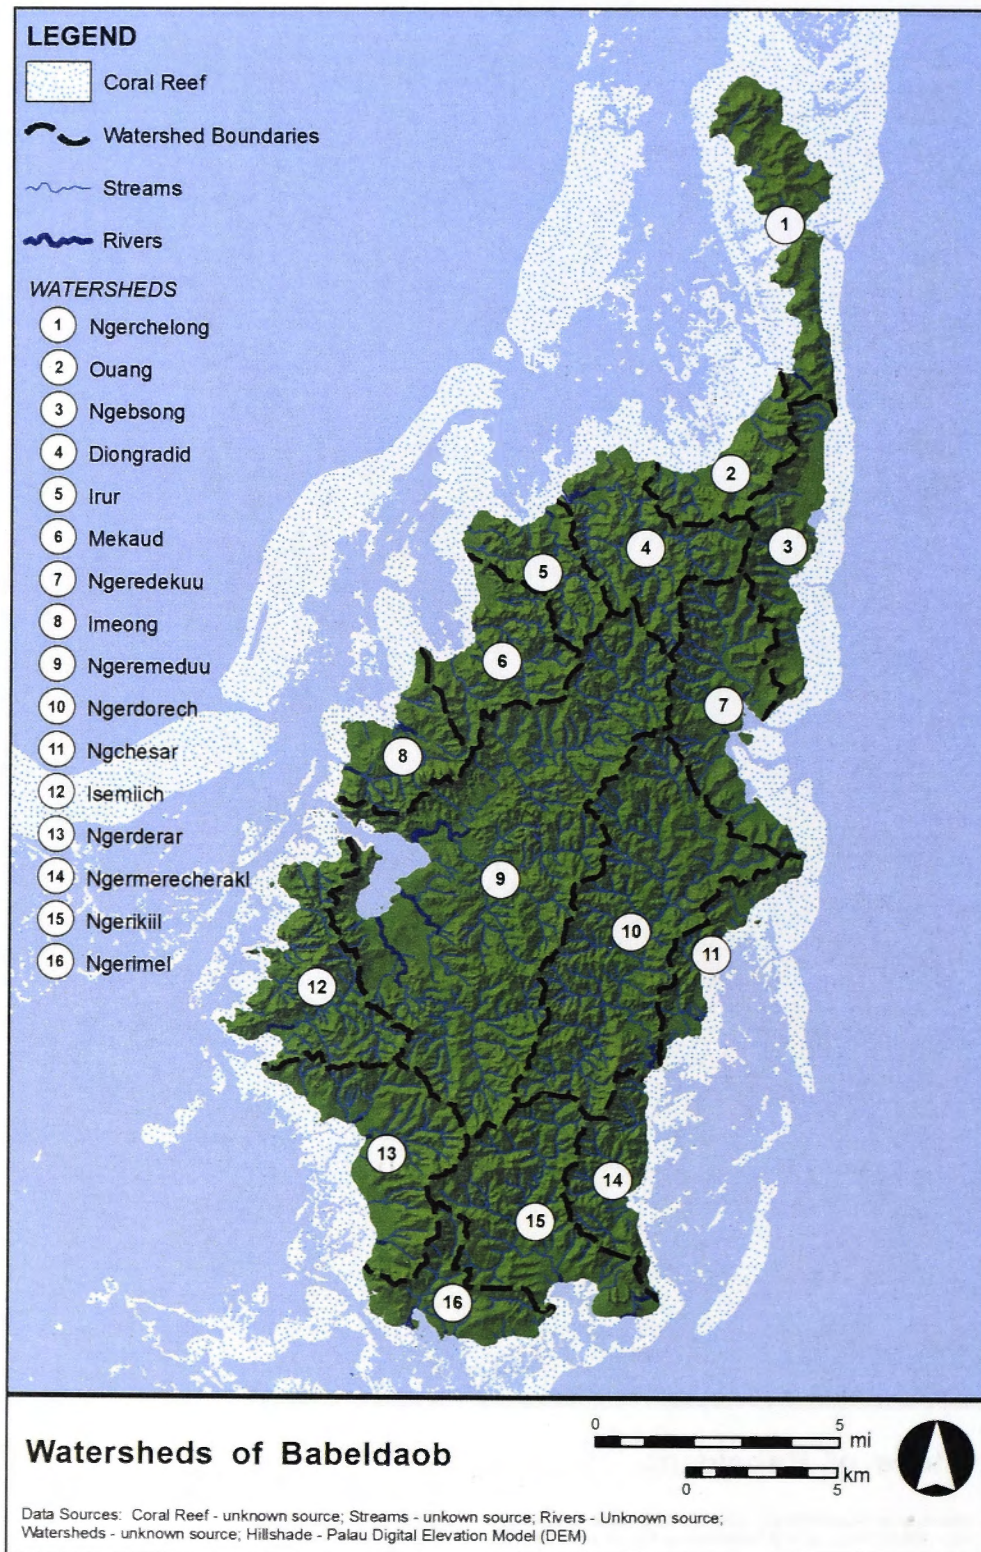 LEGEND
Coral Reef
Watershed Boundaries
Streams
Rivers
WATERSHEDS
1 Ngerchelong
2 Ouang
3 Ngebsong
4 Diongradid
5 Irur
6 Mekaud
7 Ngeredekuu
8 Imeong
9 Ngeremeduu
10 Ngerdorech
11 Ngchesar
12 Isemiich
13 Ngerderar
14 Ngermerecherakl
15 Ngerikiil
16 Ngerimel
1
2
3
4
5
6
7
8
9
10
11
12
13
14
15
16
Watersheds of Babeldaob
0 5 mi
0 5 km
Data Sources: Coral Reef - unknown source; Streams - unkown source; Rivers - Unknown source;
Watersheds - unknown source; Hillshade - Palau Digital Elevation Model (DEM)